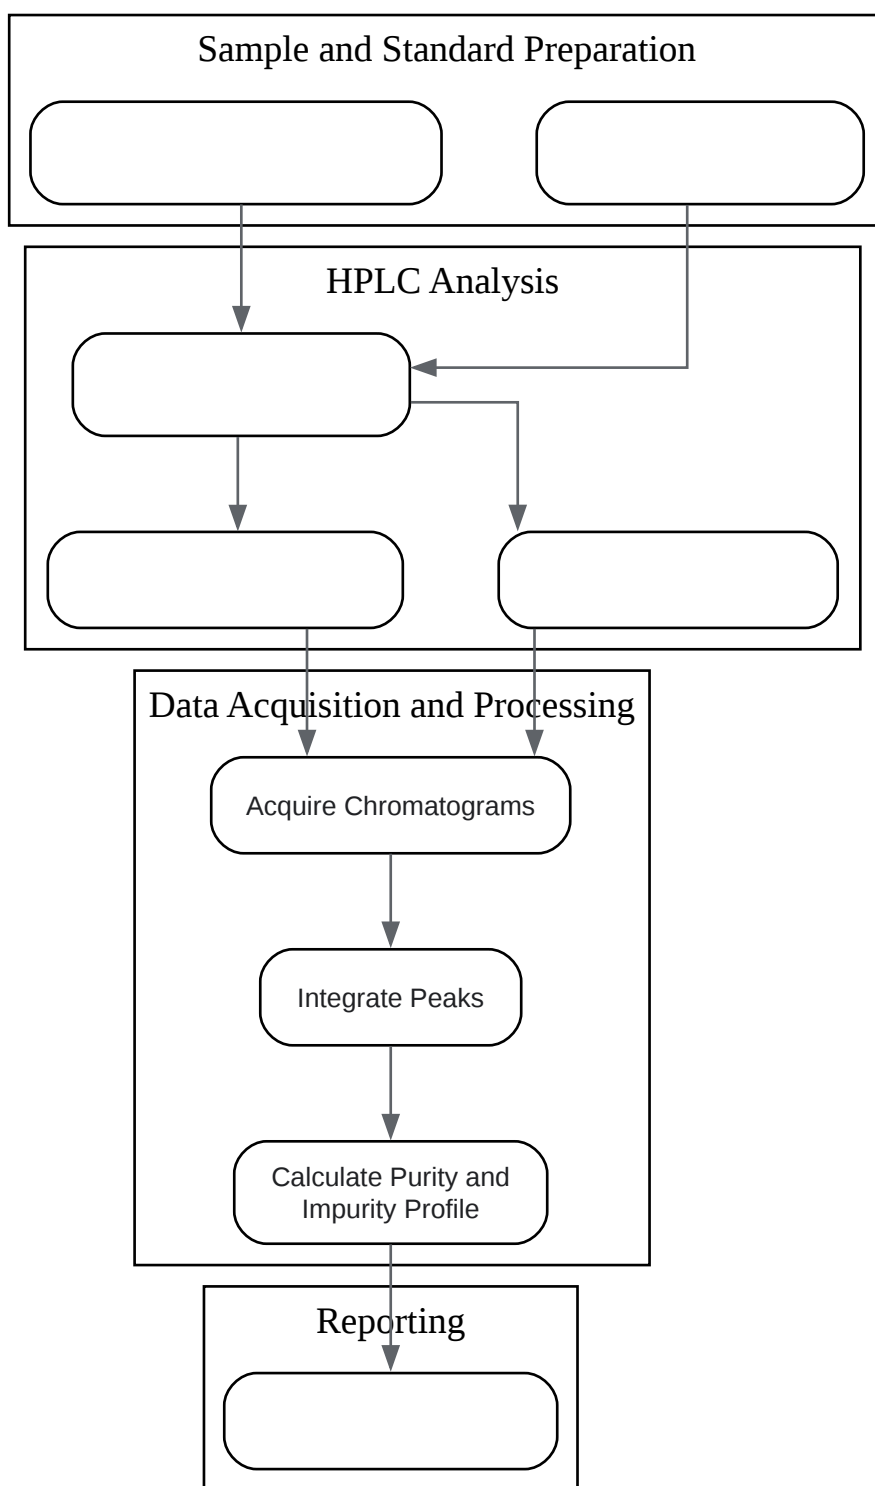 Sample and Standard Preparation
HPLC Analysis
Data Acquisition and Processing
Acquire Chromatograms
Integrate Peaks
Calculate Purity and
Impurity Profile
Reporting